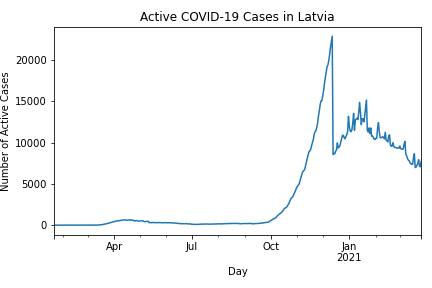 Active COVID-19 Cases in Latvia
Number of Active Cases
20000
15000
10000
5000
0
Apr
Jul
Oct
Jan
2021
Day